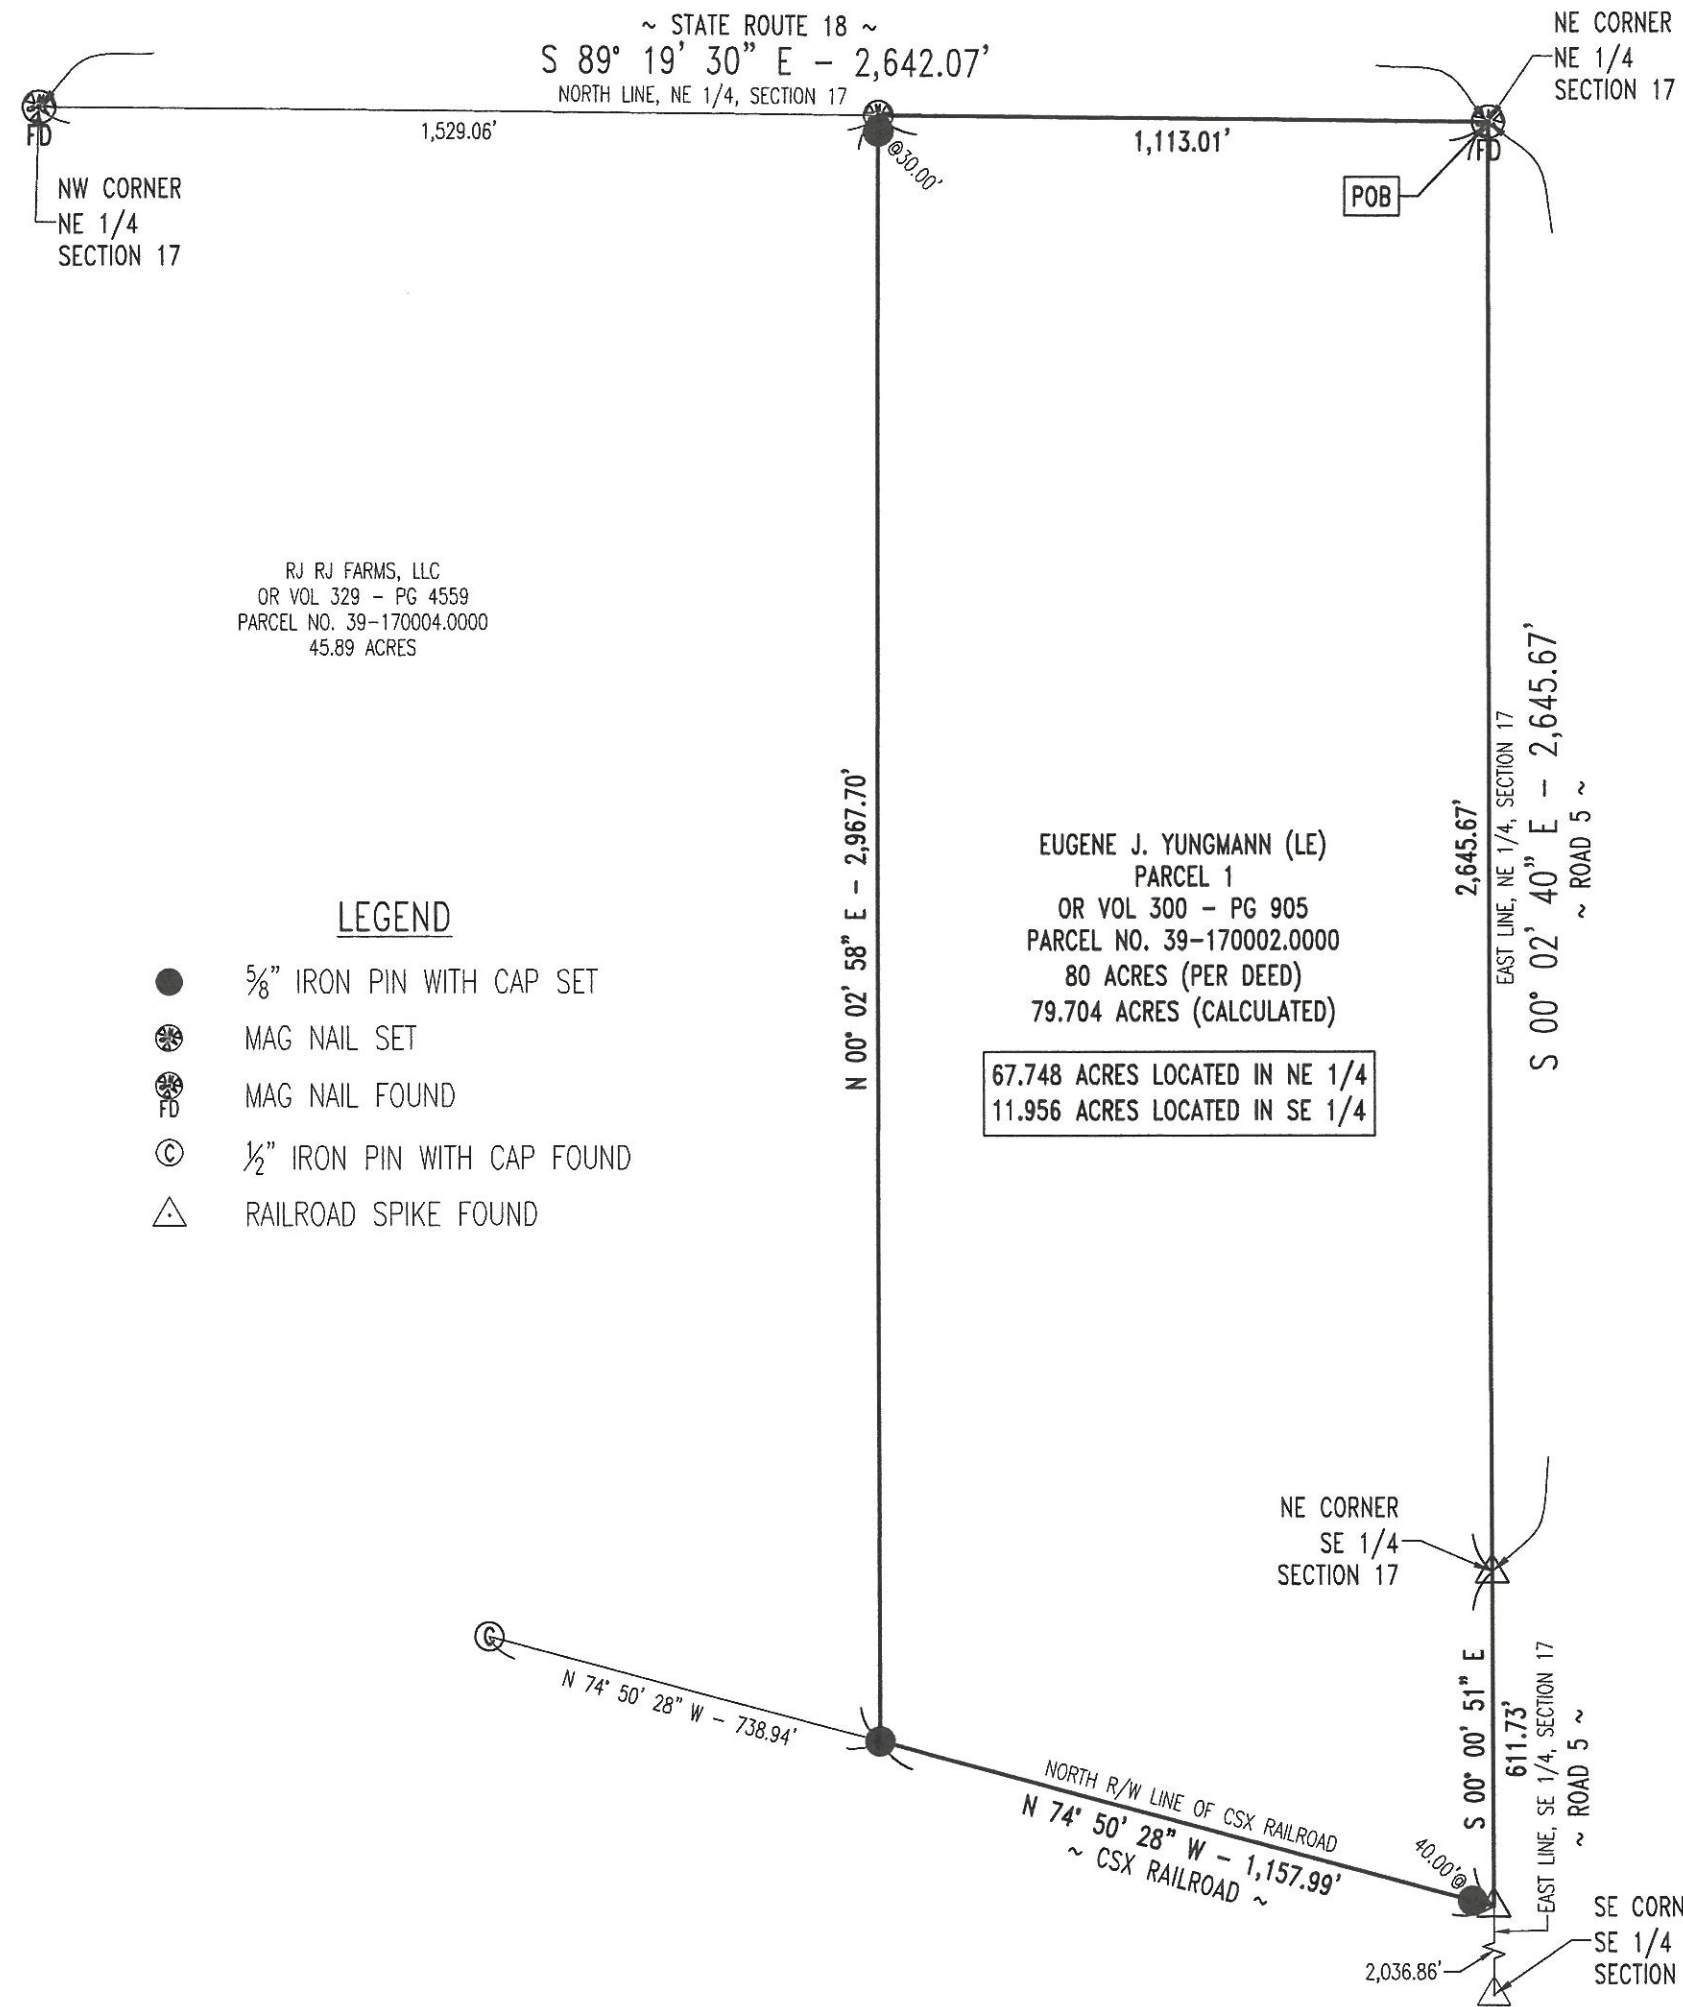 ~ STATE ROUTE 18 ~
S 89° 19' 30" E - 2,642.07'
NORTH LINE, NE 1/4, SECTION 17
NE CORNER
NE 1/4
SECTION 17
FD
1,529.06'
@30.00'
1,113.01'
FD
POB
NW CORNER
NE 1/4
SECTION 17
RJ RJ FARMS, LLC
OR VOL 329 - PG 4559
PARCEL NO. 39-170004.0000
45.89 ACRES
N 00° 02' 58" E - 2,967.70'
EUGENE J. YUNGMANN (LE)
PARCEL 1
OR VOL 300 - PG 905
PARCEL NO. 39-170002.0000
80 ACRES (PER DEED)
79.704 ACRES (CALCULATED)
67.748 ACRES LOCATED IN NE 1/4
11.956 ACRES LOCATED IN SE 1/4
2,645.67'
EAST LINE, NE 1/4, SECTION 17
S 00° 02' 40" E - 2,645.67'
~ ROAD 5 ~
LEGEND
5/8" IRON PIN WITH CAP SET
MAG NAIL SET
FD
MAG NAIL FOUND
C
1/2" IRON PIN WITH CAP FOUND
RAILROAD SPIKE FOUND
NE CORNER
SE 1/4
SECTION 17
C
N 74° 50' 28" W - 738.94'
NORTH R/W LINE OF CSX RAILROAD
N 74° 50' 28" W - 1,157.99'
~ CSX RAILROAD ~
40.00'@
S 00° 00' 51" E
611.73'
EAST LINE, SE 1/4, SECTION 17
~ ROAD 5 ~
SE CORN
SE 1/4
SECTION
2,036.86'